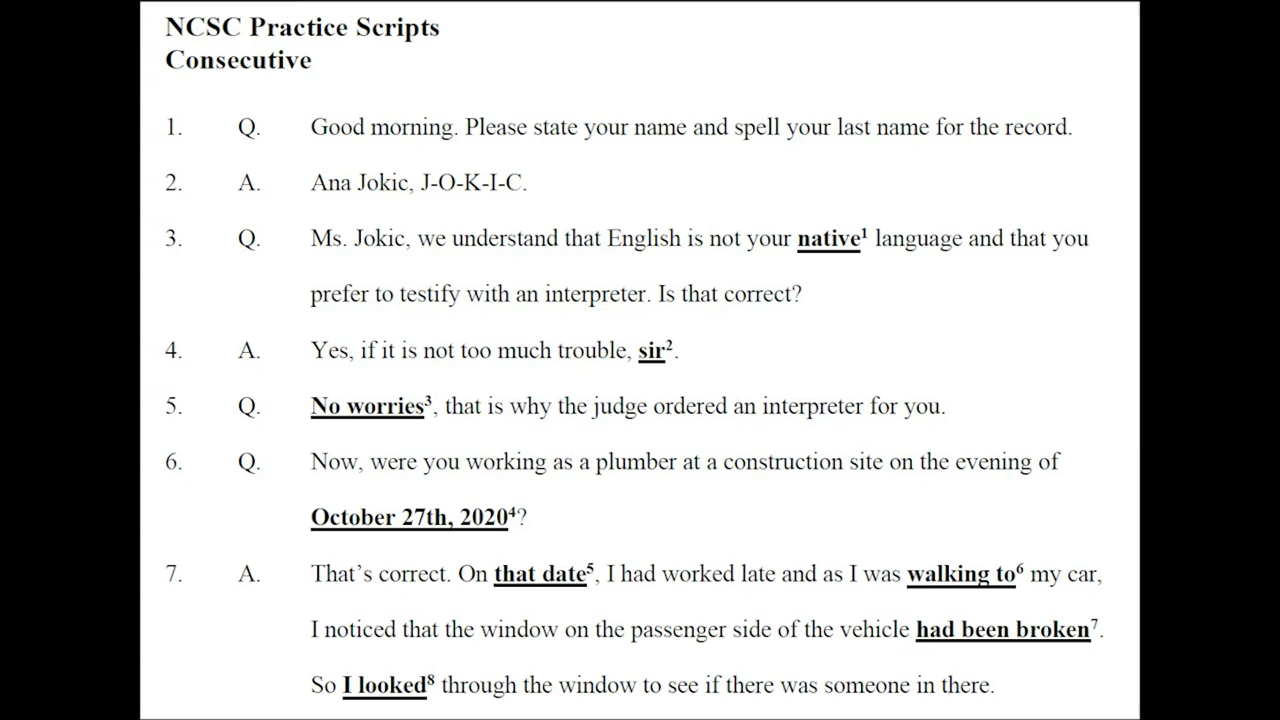 NCSC Practice Scripts
Consecutive
1. Q. Good morning. Please state your name and spell your last name for the record.
2. A. Ana Jokic, J-O-K-I-C.
3. Q. Ms. Jokic, we understand that English is not your native¹ language and that you
prefer to testify with an interpreter. Is that correct?
4. A. Yes, if it is not too much trouble, sir².
5. Q. No worries³, that is why the judge ordered an interpreter for you.
6. Q. Now, were you working as a plumber at a construction site on the evening of
October 27th, 2020⁴?
7. A. That’s correct. On that date⁵, I had worked late and as I was walking to⁶ my car,
I noticed that the window on the passenger side of the vehicle had been broken⁷.
So I looked⁸ through the window to see if there was someone in there.